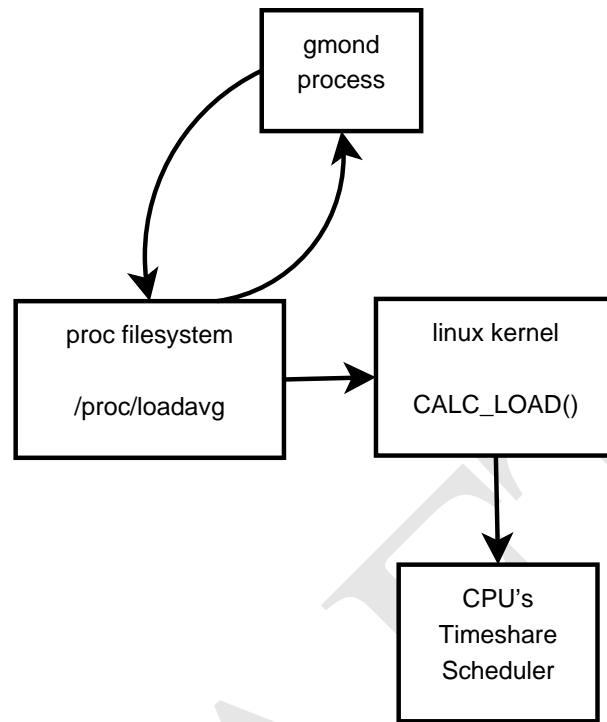 gmond
process
proc filesystem
/proc/loadavg
linux kernel
CALC_LOAD()
CPU's
Timeshare
Scheduler